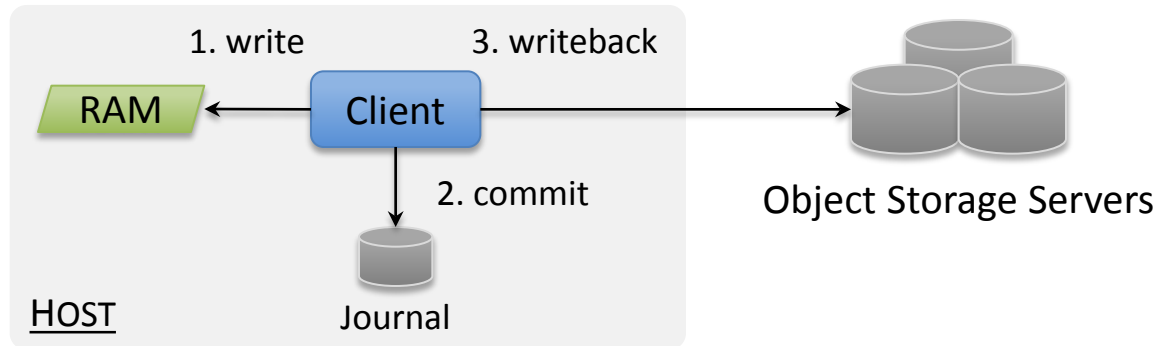 1. write
3. writeback
RAM
Client
2. commit
Object Storage Servers
Journal
HOST